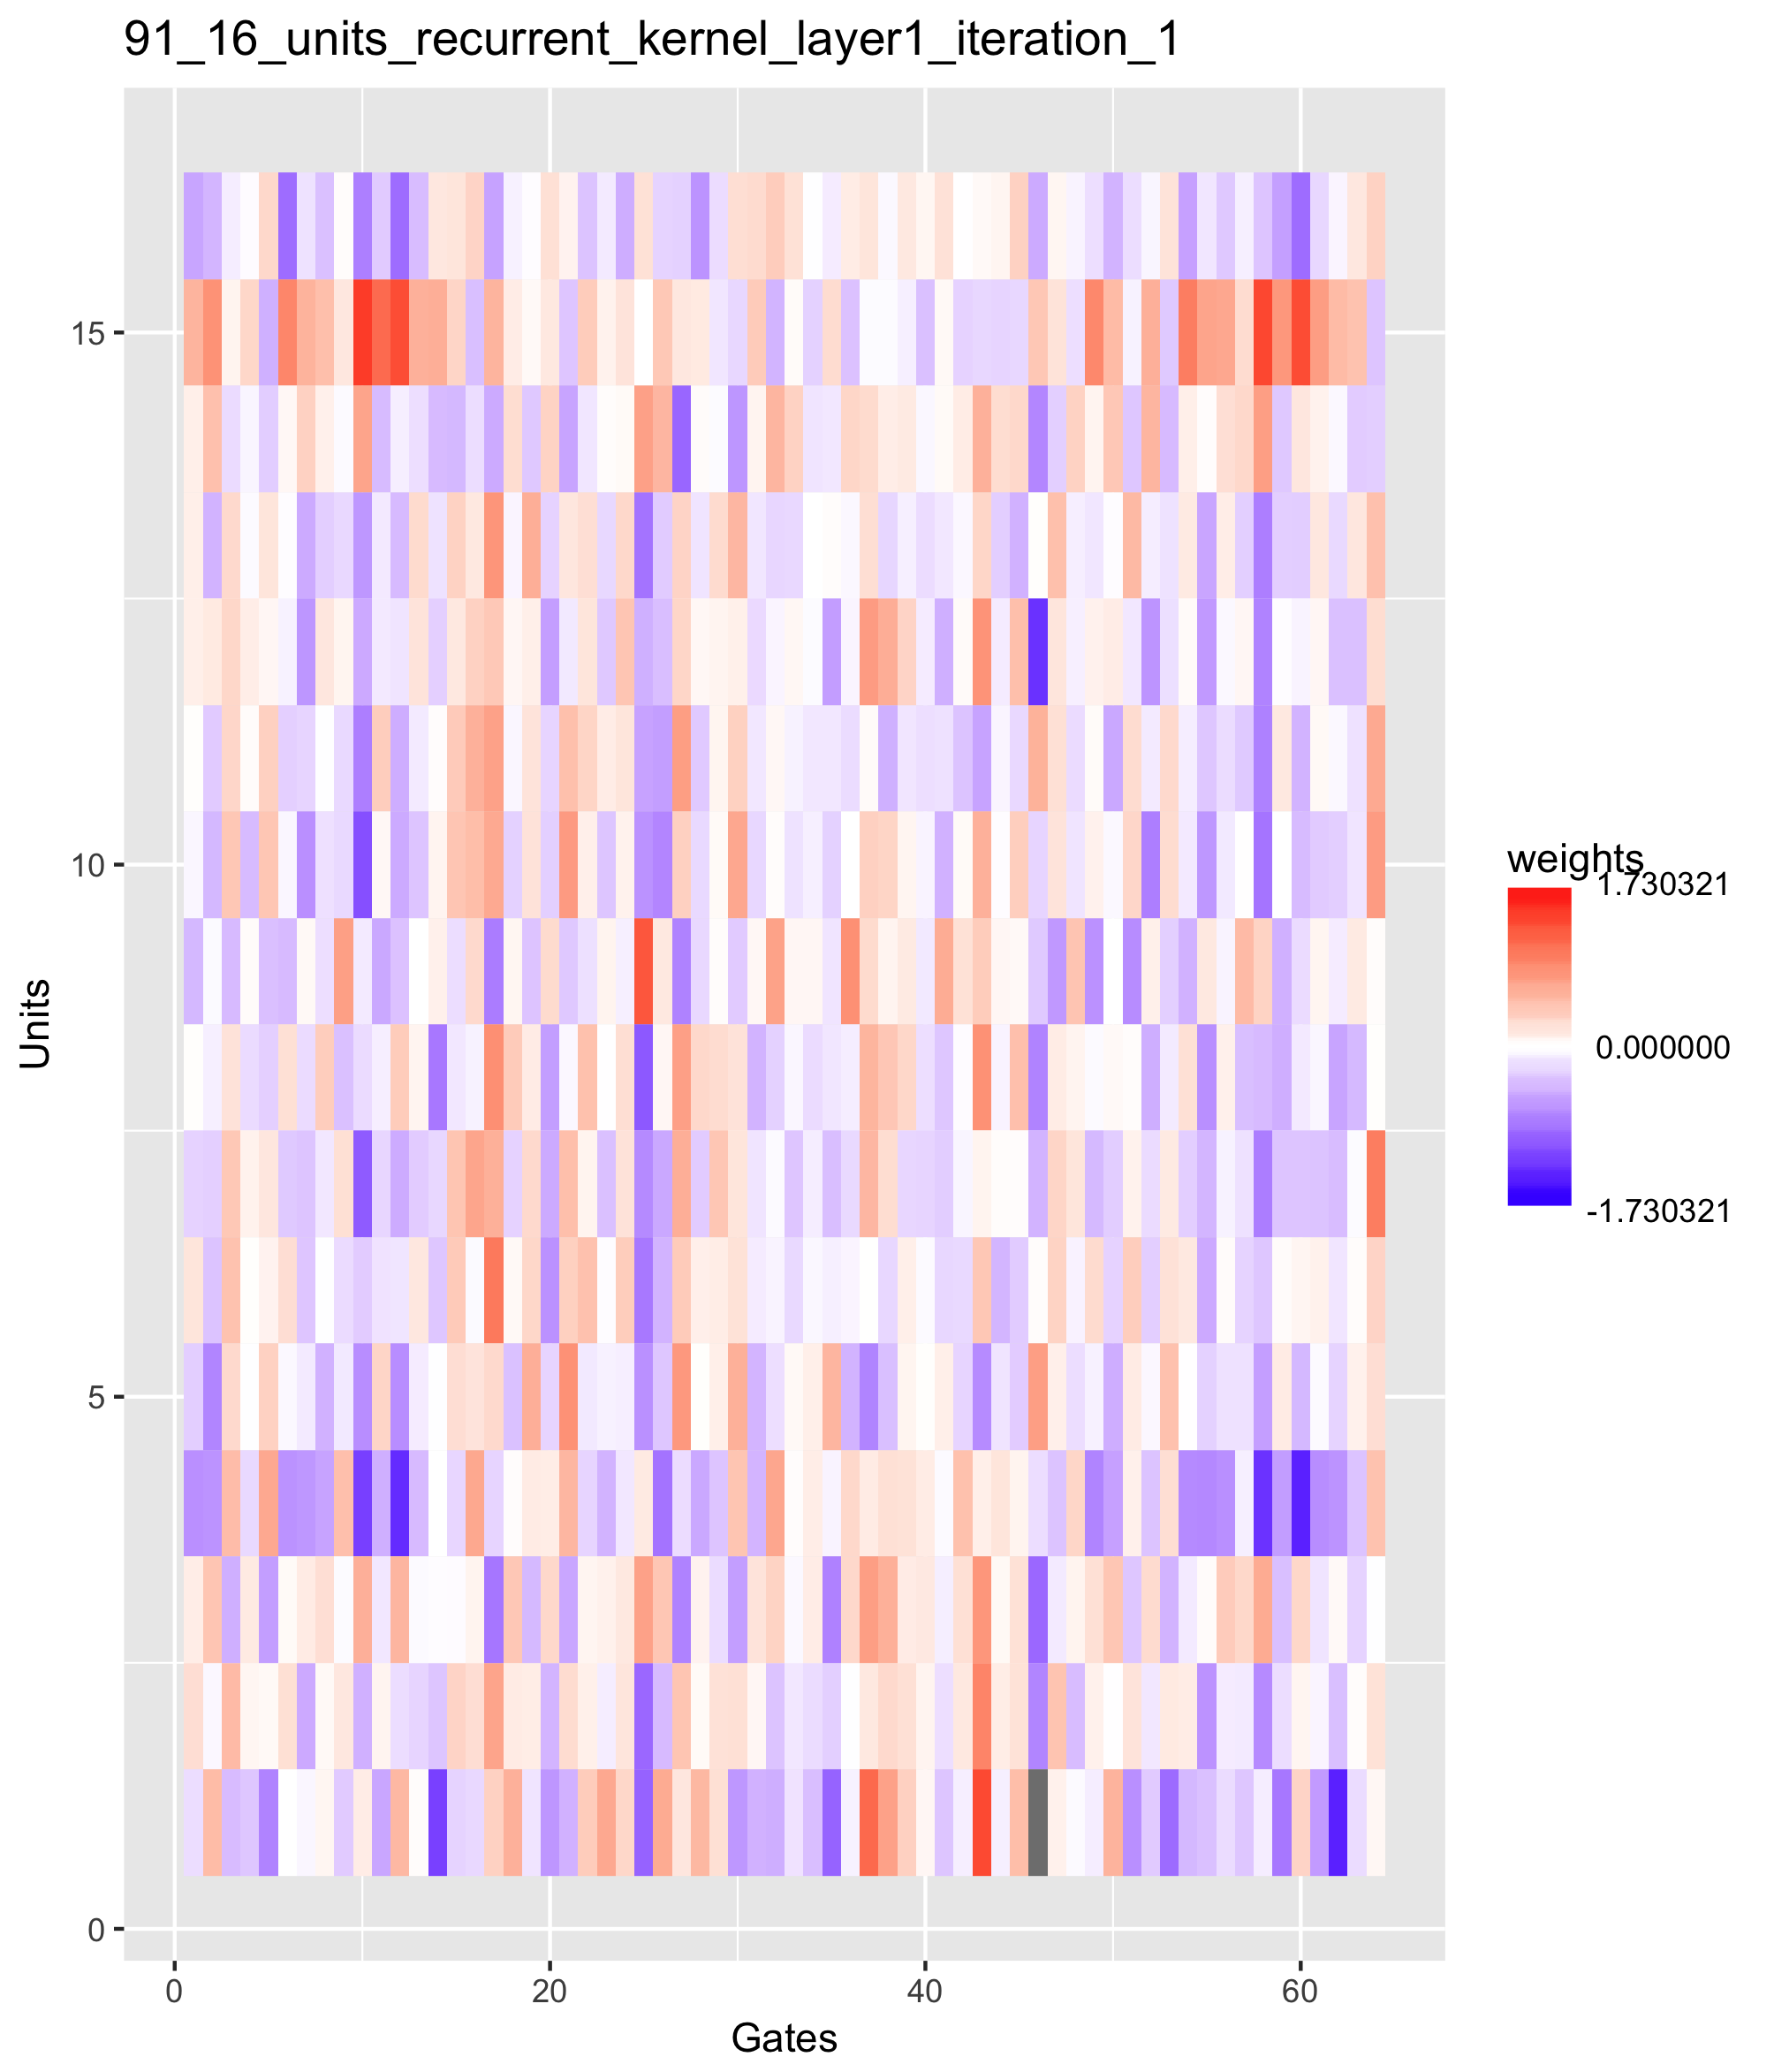 91_16_units_recurrent_kernel_layer1_iteration_1
15
10
5
0
Units
0 20 40 60
Gates
weights
1.730321
0.000000
-1.730321